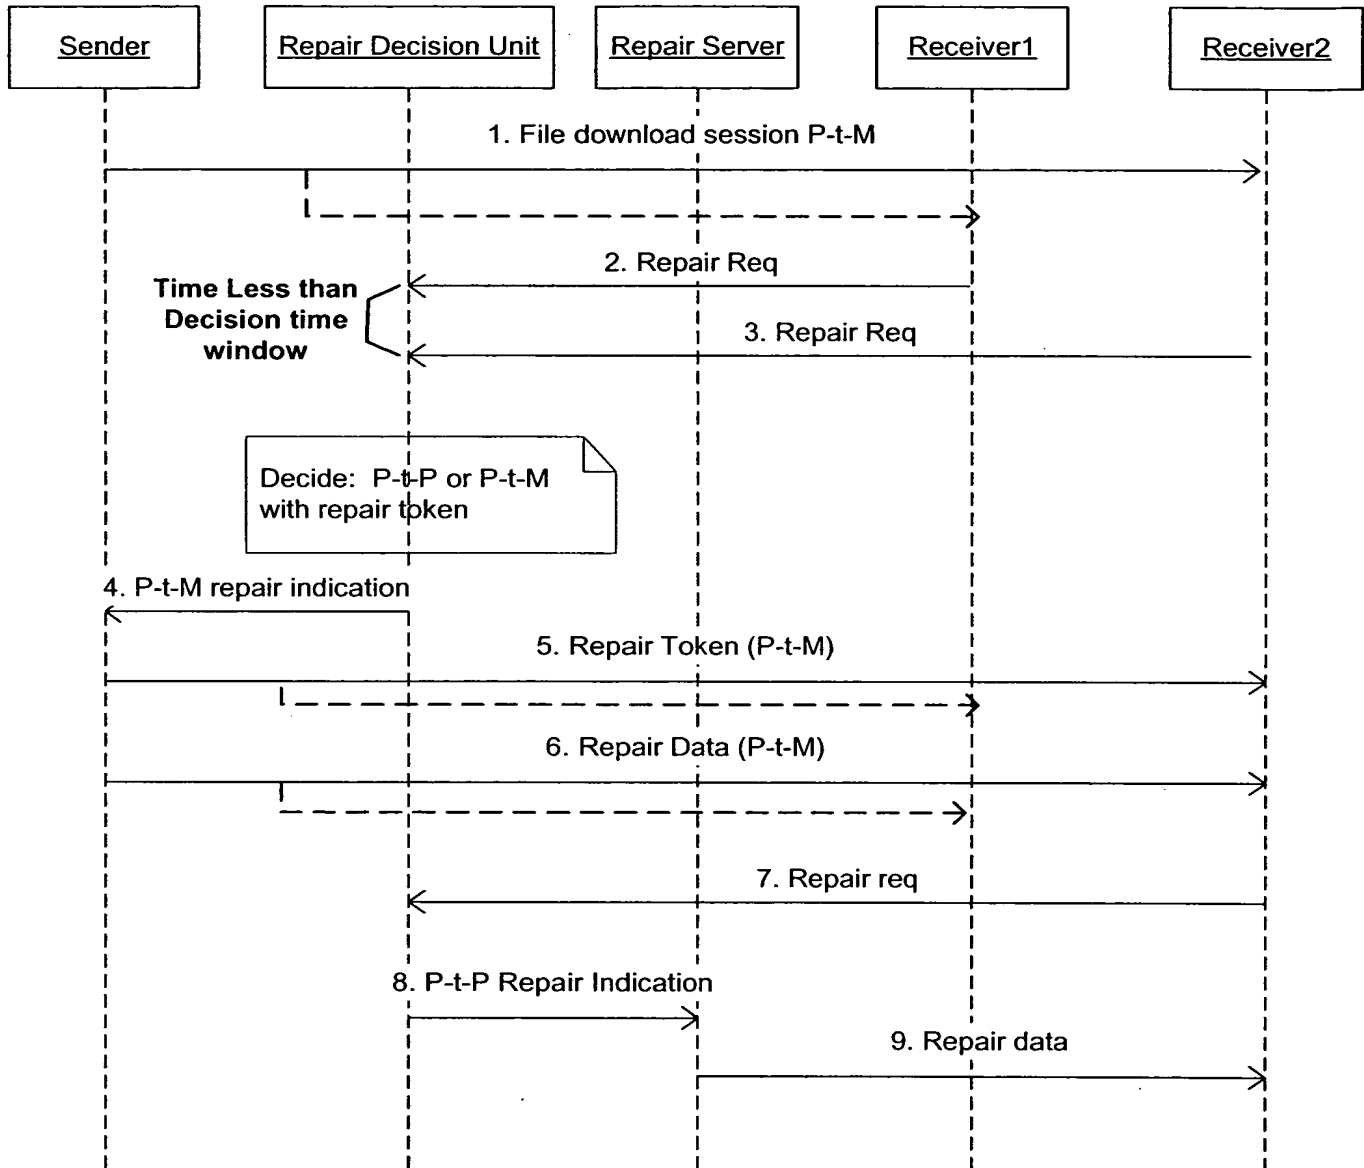 Sender
Repair Decision Unit
Repair Server
Receiver1
Receiver2
1. File download session P-t-M
2. Repair Req
Time Less than
Decision time
window
3. Repair Req
Decide:  P-t-P or P-t-M
with repair token
4. P-t-M repair indication
5. Repair Token (P-t-M)
6. Repair Data (P-t-M)
7. Repair req
8. P-t-P Repair Indication
9. Repair data